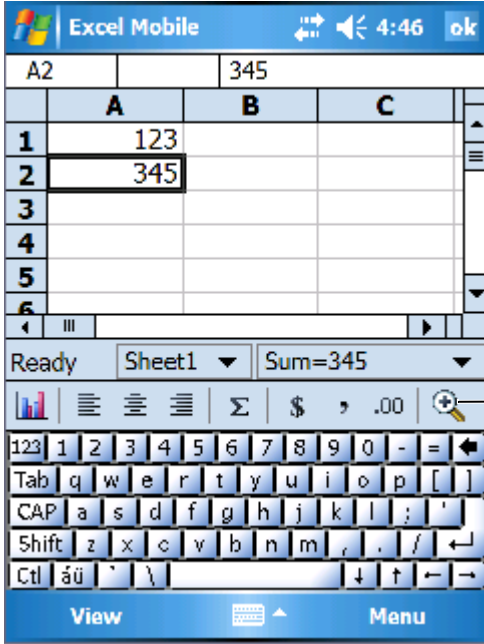 Excel Mobile 4:46 ok
A2 345
A B C
1 123
2 345
3
4
5
6
Ready Sheet1 Sum=345
Σ $ , .00
123 1 2 3 4 5 6 7 8 9 0 - =
Tab q w e r t y u i o p [ ]
CAP a s d f g h j k l ; '
Shift z x c v b n m , . /
Ctl áü ` \
View Menu